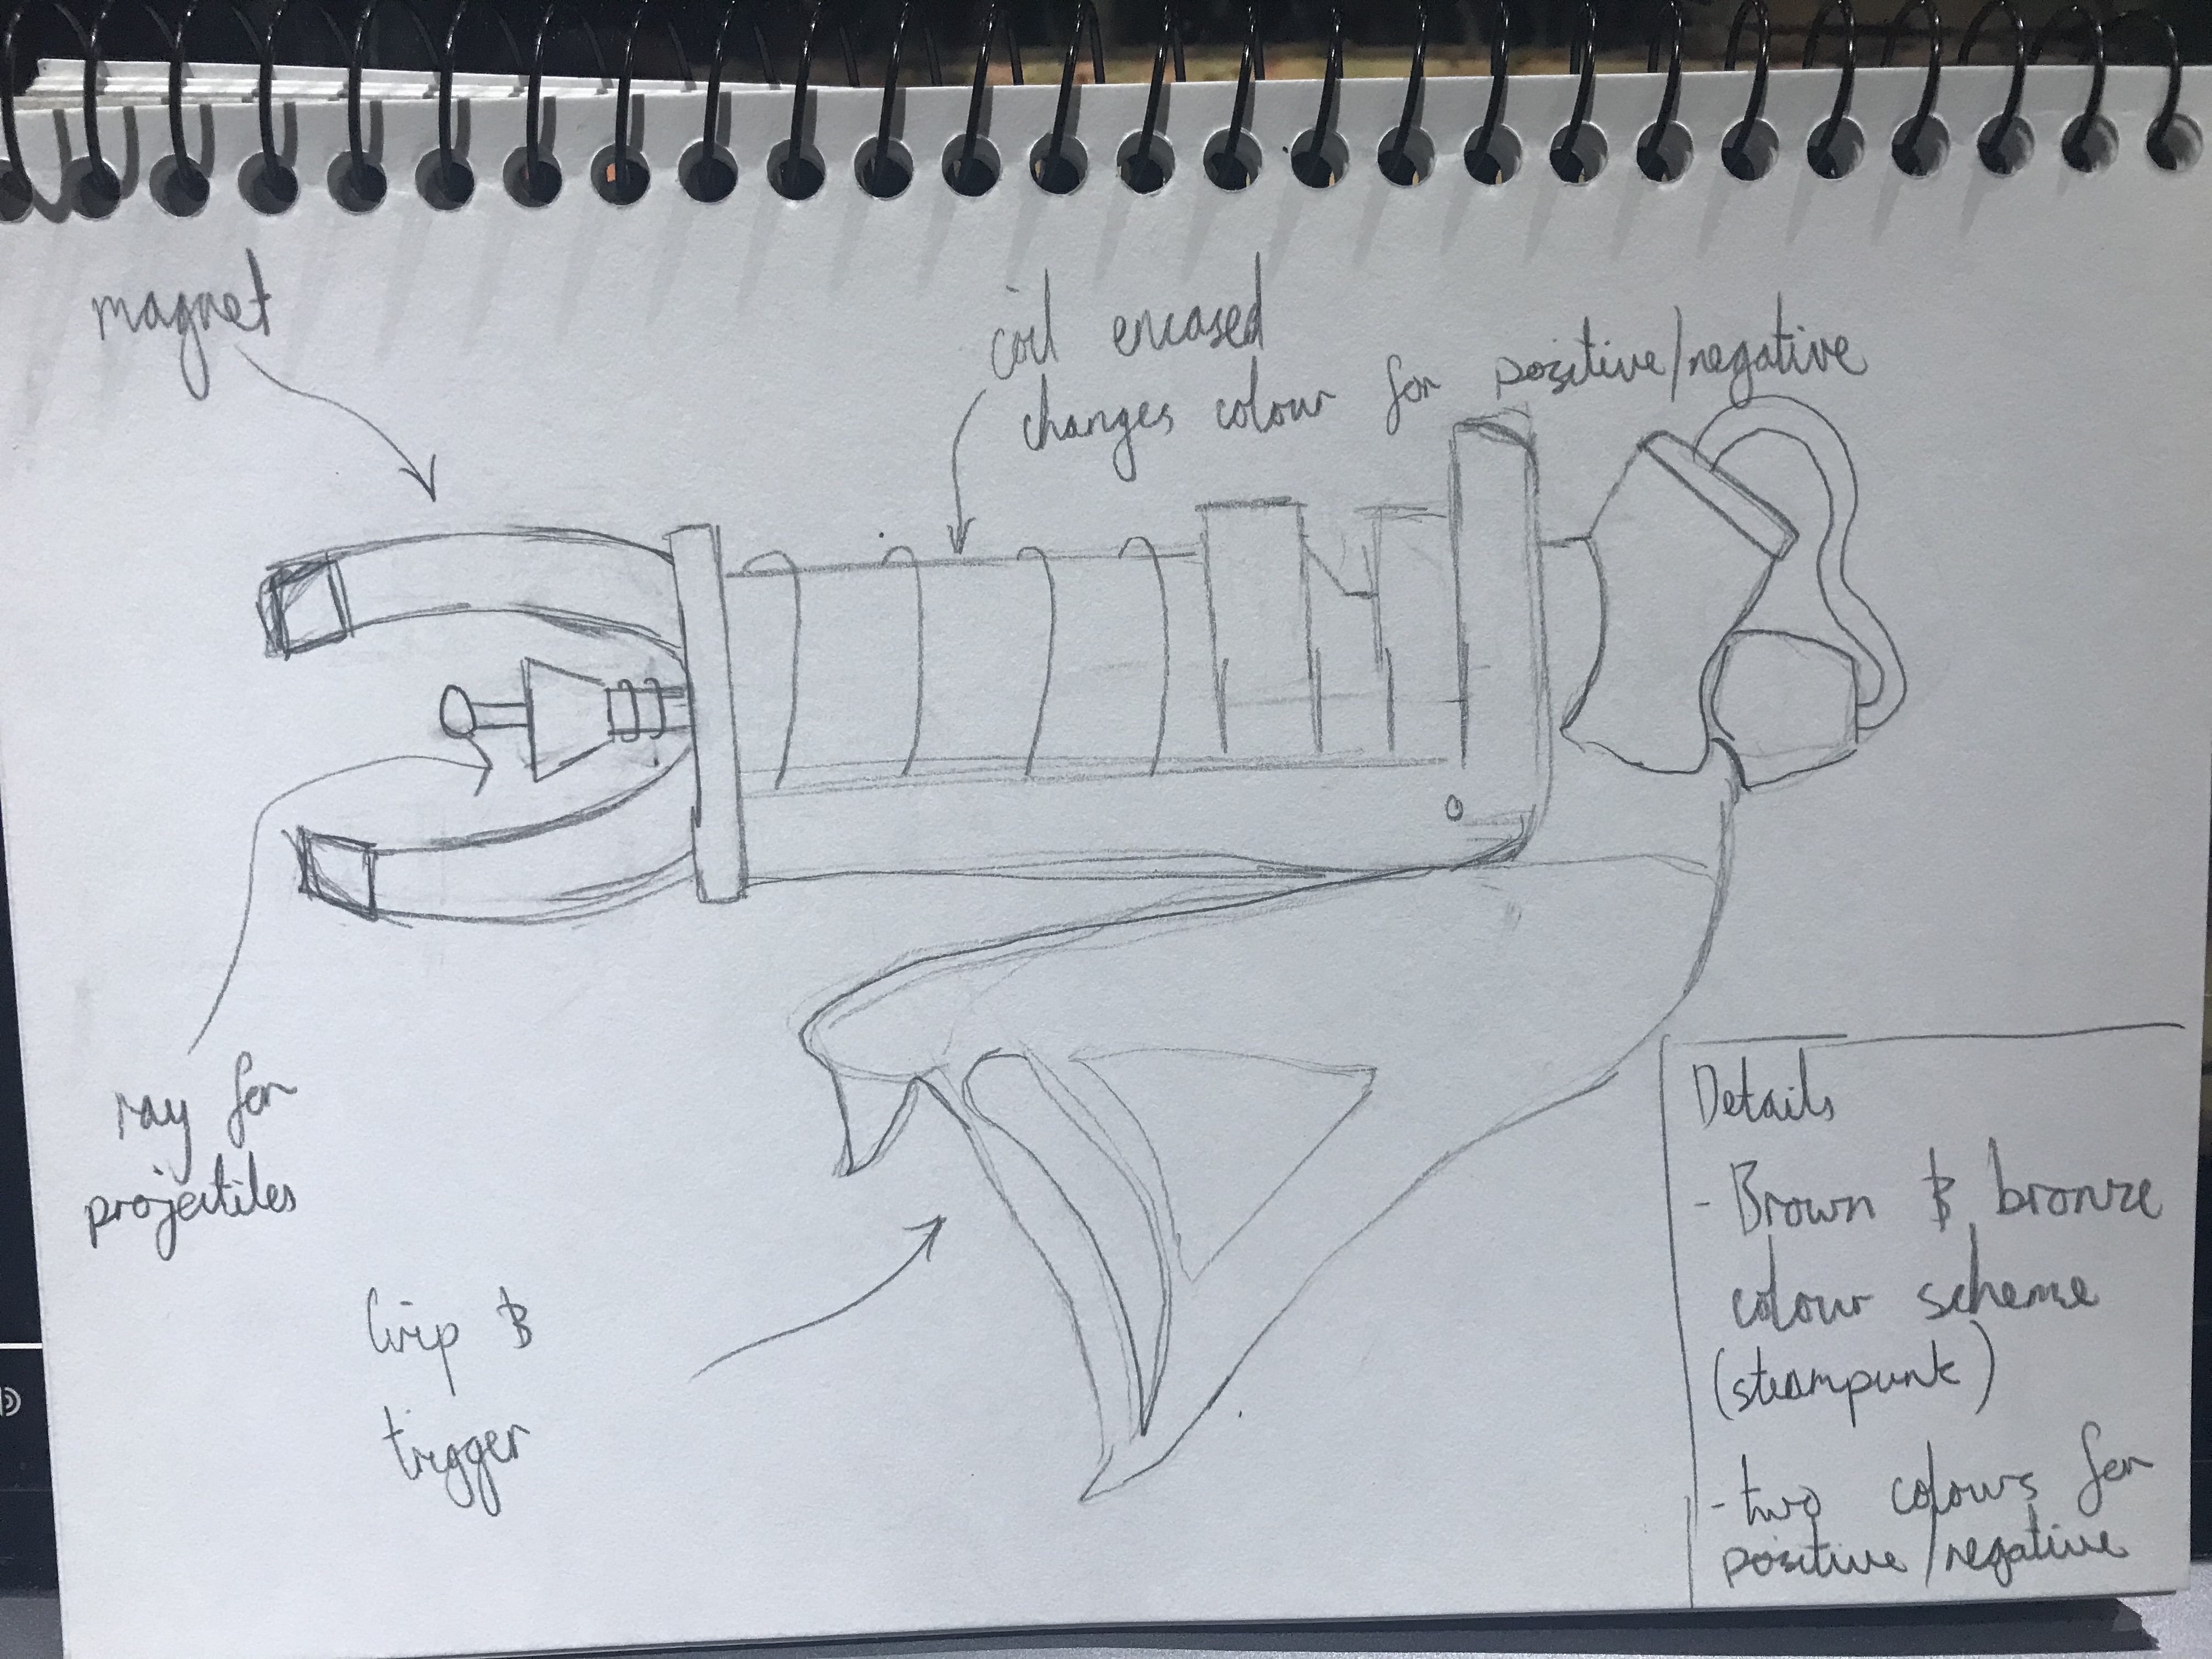 magnet
coil encased
changes colour for positive/negative
ray for
projectiles
Grip &
trigger
Details
- Brown & bronze
colour scheme
(steampunk)
- two colours for
positive/negative